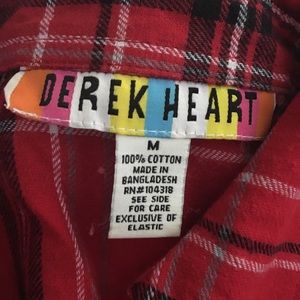 DEREK HEART
M
100% COTTON
MADE IN
BANGLADESH
RN#104318
SEE SIDE
FOR CARE
EXCLUSIVE OF
ELASTIC